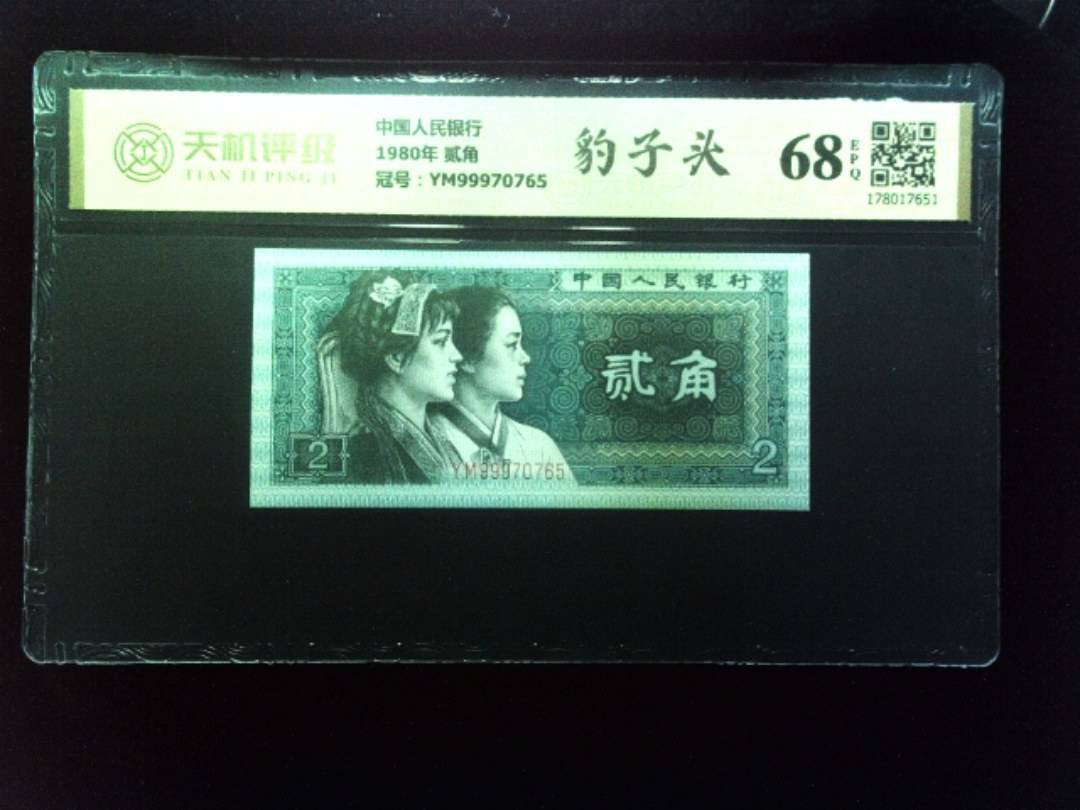 天机评级
TIAN JI PING JI
中国人民银行
1980年 贰角
冠号：YM99970765
豹子头
68
EPQ
178017651
中国人民银行
贰角
2
2
YM99970765